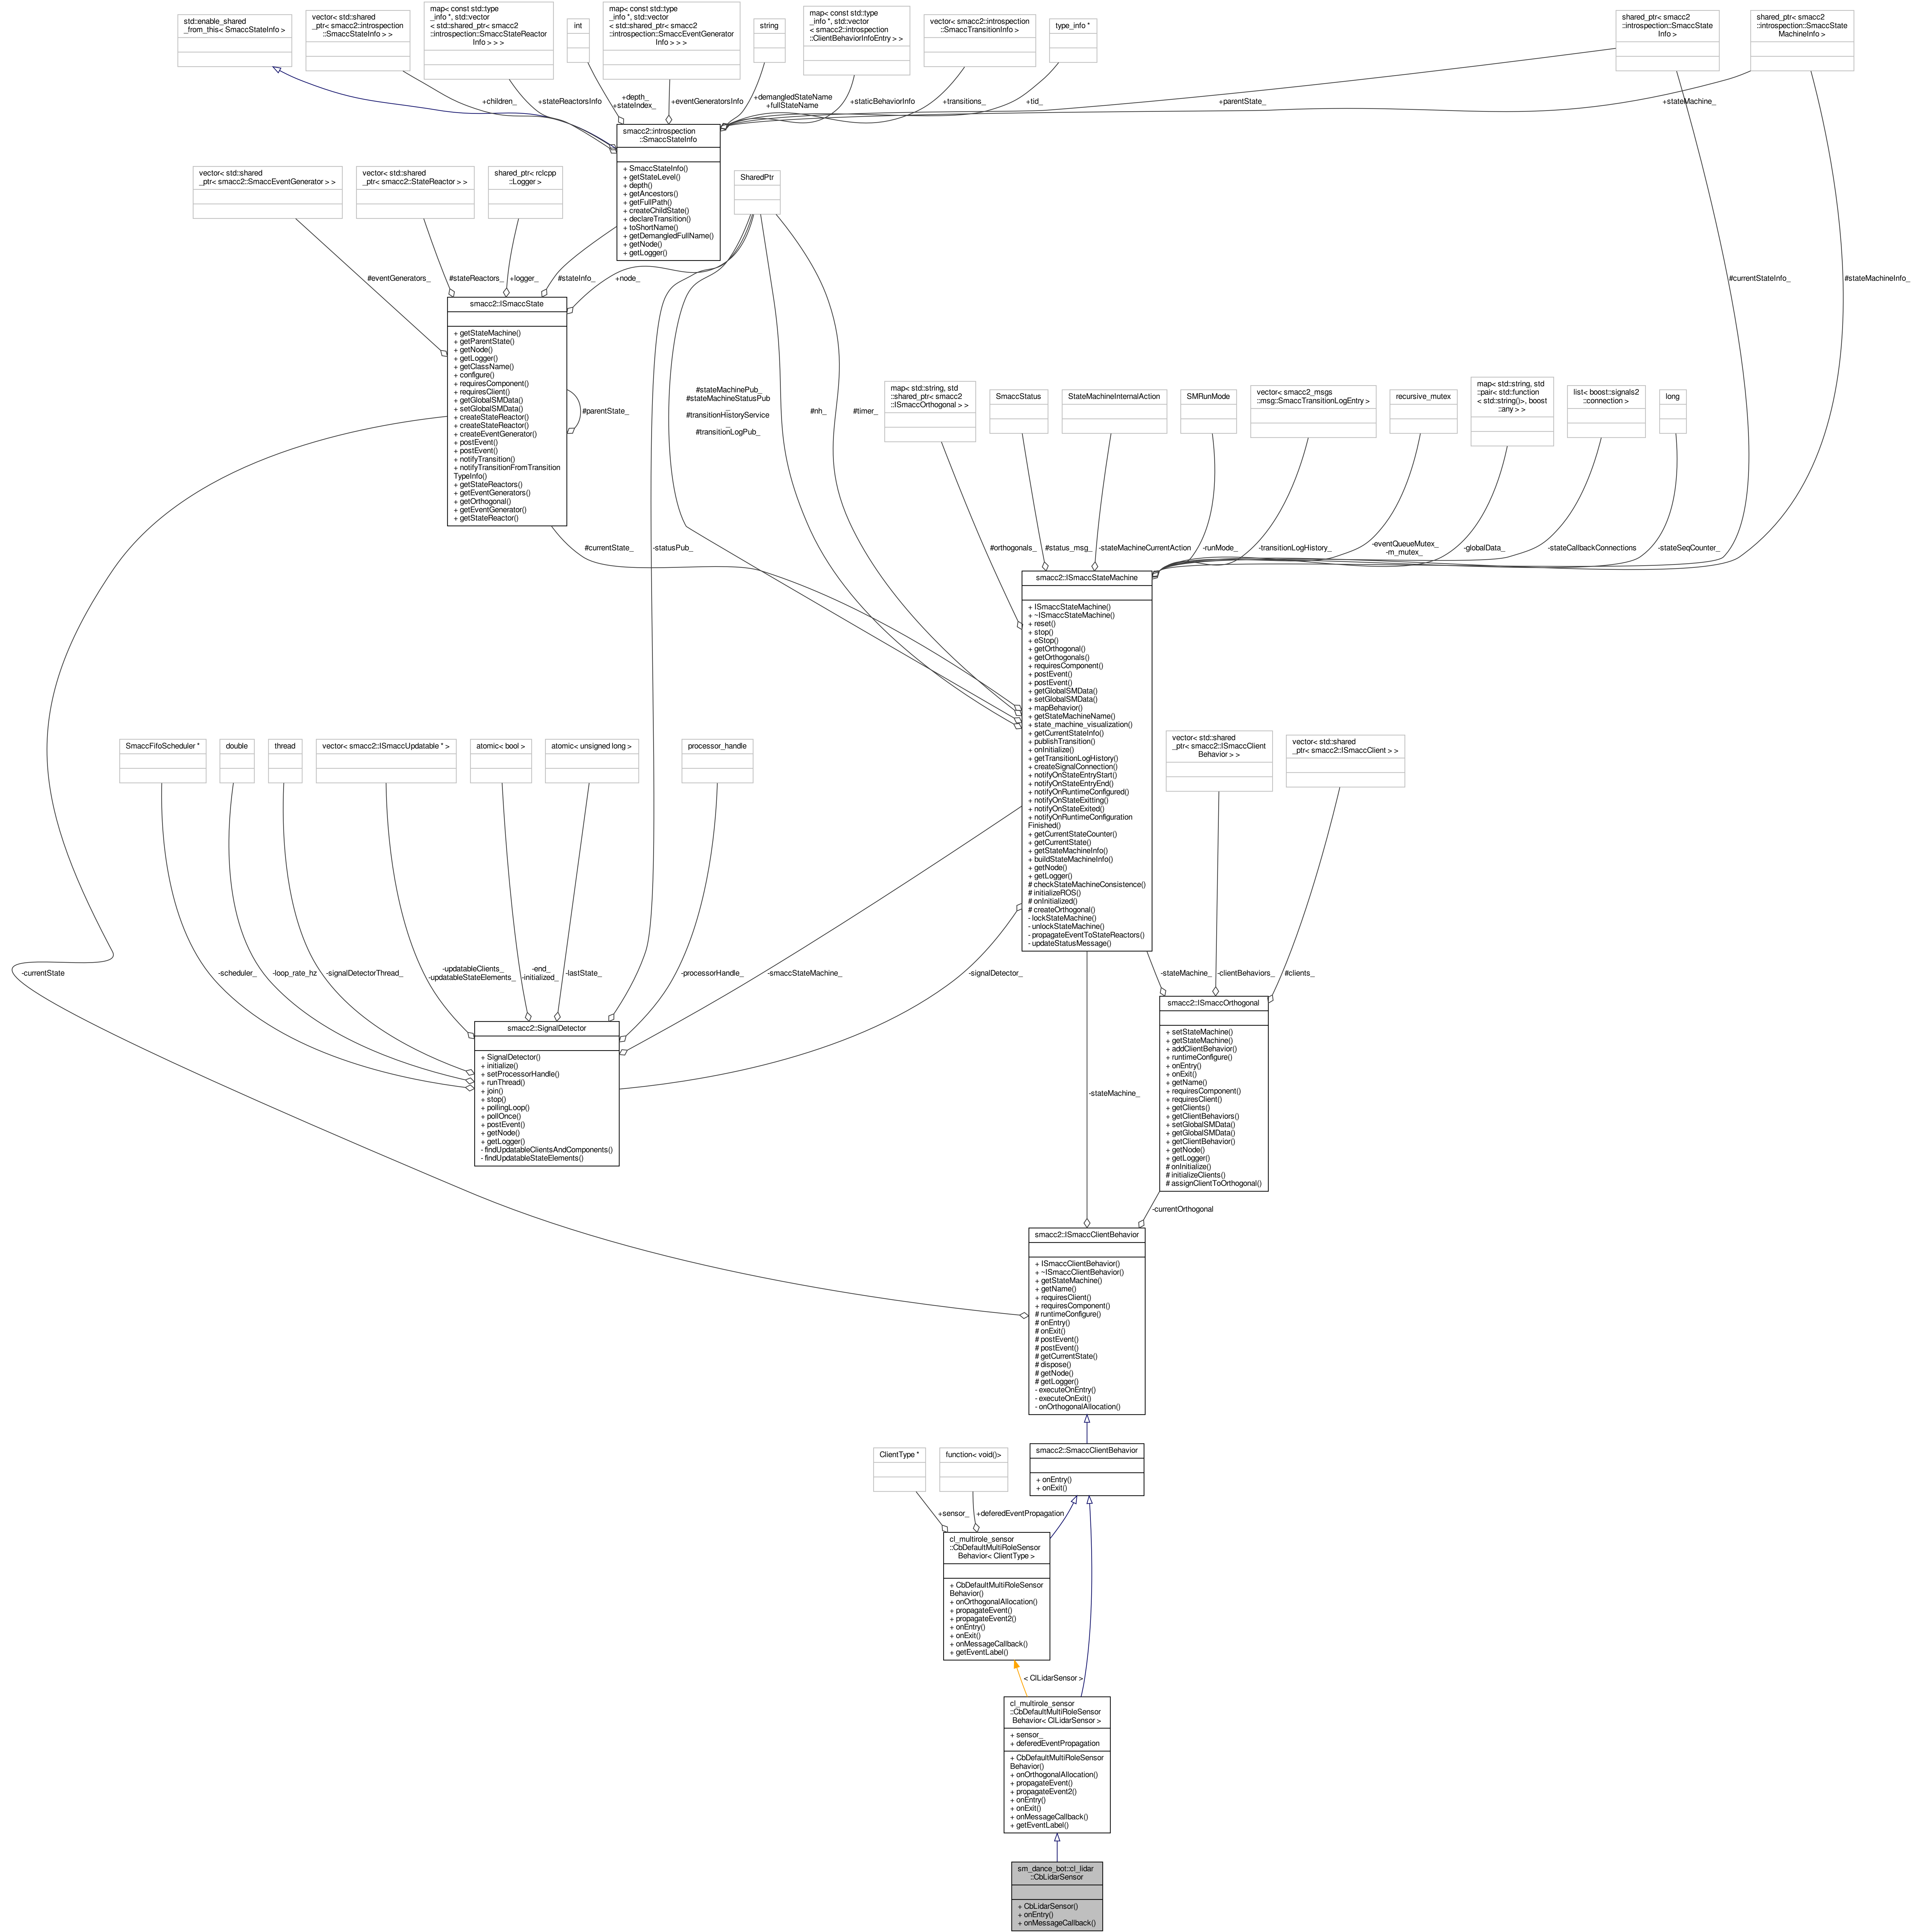 std::enable_shared
_from_this< SmaccStateInfo >
vector< std::shared
_ptr< smacc2::introspection
::SmaccStateInfo > >
map< const std::type
_info *, std::vector
< std::shared_ptr< smacc2
::introspection::SmaccStateReactor
Info > > >
int
map< const std::type
_info *, std::vector
< std::shared_ptr< smacc2
::introspection::SmaccEventGenerator
Info > > >
string
map< const std::type
_info *, std::vector
< smacc2::introspection
::ClientBehaviorInfoEntry > >
vector< smacc2::introspection
::SmaccTransitionInfo >
type_info *
shared_ptr< smacc2
::introspection::SmaccState
Info >
shared_ptr< smacc2
::introspection::SmaccState
MachineInfo >
+children_
+stateReactorsInfo
+depth_
+stateIndex_
+eventGeneratorsInfo
+demangledStateName
+fullStateName
+staticBehaviorInfo
+transitions_
+tid_
+parentState_
+stateMachine_
smacc2::introspection
::SmaccStateInfo
+ SmaccStateInfo()
+ getStateLevel()
+ depth()
+ getAncestors()
+ getFullPath()
+ createChildState()
+ declareTransition()
+ toShortName()
+ getDemangledFullName()
+ getNode()
+ getLogger()
vector< std::shared
_ptr< smacc2::SmaccEventGenerator > >
vector< std::shared
_ptr< smacc2::StateReactor > >
shared_ptr< rclcpp
::Logger >
SharedPtr
#eventGenerators_
#stateReactors_
+logger_
#stateInfo_
+node_
#currentStateInfo_
#stateMachineInfo_
smacc2::ISmaccState
+ getStateMachine()
+ getParentState()
+ getNode()
+ getLogger()
+ getClassName()
+ configure()
+ requiresComponent()
+ requiresClient()
+ getGlobalSMData()
+ setGlobalSMData()
+ createStateReactor()
+ createStateReactor()
+ createEventGenerator()
+ postEvent()
+ postEvent()
+ notifyTransition()
+ notifyTransitionFromTransition
TypeInfo()
+ getStateReactors()
+ getEventGenerators()
+ getOrthogonal()
+ getEventGenerator()
+ getStateReactor()
#parentState_
#stateMachinePub_
#stateMachineStatusPub
_
#transitionHistoryService
_
#transitionLogPub_
#nh_
#timer_
map< std::string, std
::shared_ptr< smacc2
::ISmaccOrthogonal > >
SmaccStatus
StateMachineInternalAction
SMRunMode
vector< smacc2_msgs
::msg::SmaccTransitionLogEntry >
recursive_mutex
map< std::string, std
::pair< std::function
< std::string()>, boost
::any > >
list< boost::signals2
::connection >
long
#currentState_
-statusPub_
#orthogonals_
#status_msg_
-stateMachineCurrentAction
-runMode_
-transitionLogHistory_
-eventQueueMutex_
-m_mutex_
-globalData_
-stateCallbackConnections
-stateSeqCounter_
smacc2::ISmaccStateMachine
+ ISmaccStateMachine()
+ ~ISmaccStateMachine()
+ reset()
+ stop()
+ eStop()
+ getOrthogonal()
+ getOrthogonals()
+ requiresComponent()
+ postEvent()
+ postEvent()
+ getGlobalSMData()
+ setGlobalSMData()
+ mapBehavior()
+ getStateMachineName()
+ state_machine_visualization()
+ getCurrentStateInfo()
+ publishTransition()
+ onInitialize()
+ getTransitionLogHistory()
+ createSignalConnection()
+ notifyOnStateEntryStart()
+ notifyOnStateEntryEnd()
+ notifyOnRuntimeConfigured()
+ notifyOnStateExitting()
+ notifyOnStateExited()
+ notifyOnRuntimeConfiguration
Finished()
+ getCurrentStateCounter()
+ getCurrentState()
+ getStateMachineInfo()
+ buildStateMachineInfo()
+ getNode()
+ getLogger()
# checkStateMachineConsistence()
# initializeROS()
# onInitialized()
# createOrthogonal()
- lockStateMachine()
- unlockStateMachine()
- propagateEventToStateReactors()
- updateStatusMessage()
SmaccFifoScheduler *
double
thread
vector< smacc2::ISmaccUpdatable * >
atomic< bool >
atomic< unsigned long >
processor_handle
vector< std::shared
_ptr< smacc2::ISmaccClient
Behavior > >
vector< std::shared
_ptr< smacc2::ISmaccClient > >
-currentState
-scheduler_
-loop_rate_hz
-signalDetectorThread_
-updatableClients_
-updatableStateElements_
-end_
-initialized_
-lastState_
-processorHandle_
-smaccStateMachine_
-signalDetector_
-stateMachine_
-clientBehaviors_
#clients_
smacc2::SignalDetector
+ SignalDetector()
+ initialize()
+ setProcessorHandle()
+ runThread()
+ join()
+ stop()
+ pollingLoop()
+ pollOnce()
+ postEvent()
+ getNode()
+ getLogger()
- findUpdatableClientsAndComponents()
- findUpdatableStateElements()
smacc2::ISmaccOrthogonal
+ setStateMachine()
+ getStateMachine()
+ addClientBehavior()
+ runtimeConfigure()
+ onEntry()
+ onExit()
+ getName()
+ requiresComponent()
+ requiresClient()
+ getClients()
+ getClientBehaviors()
+ setGlobalSMData()
+ getGlobalSMData()
+ getClientBehavior()
+ getNode()
+ getLogger()
# onInitialize()
# initializeClients()
# assignClientToOrthogonal()
-stateMachine_
-currentOrthogonal
smacc2::ISmaccClientBehavior
+ ISmaccClientBehavior()
+ ~ISmaccClientBehavior()
+ getStateMachine()
+ getName()
+ requiresClient()
+ requiresComponent()
# runtimeConfigure()
# onEntry()
# onExit()
# postEvent()
# postEvent()
# getCurrentState()
# dispose()
# getNode()
# getLogger()
- executeOnEntry()
- executeOnExit()
- onOrthogonalAllocation()
smacc2::SmaccClientBehavior
+ onEntry()
+ onExit()
ClientType *
function< void()>
+sensor_
+deferedEventPropagation
cl_multirole_sensor
::CbDefaultMultiRoleSensor
Behavior< ClientType >
+ CbDefaultMultiRoleSensor
Behavior()
+ onOrthogonalAllocation()
+ propagateEvent()
+ propagateEvent2()
+ onEntry()
+ onExit()
+ onMessageCallback()
+ getEventLabel()
< ClLidarSensor >
cl_multirole_sensor
::CbDefaultMultiRoleSensor
Behavior< ClLidarSensor >
+ sensor_
+ deferedEventPropagation
+ CbDefaultMultiRoleSensor
Behavior()
+ onOrthogonalAllocation()
+ propagateEvent()
+ propagateEvent2()
+ onEntry()
+ onExit()
+ onMessageCallback()
+ getEventLabel()
sm_dance_bot::cl_lidar
::CbLidarSensor
+ CbLidarSensor()
+ onEntry()
+ onMessageCallback()